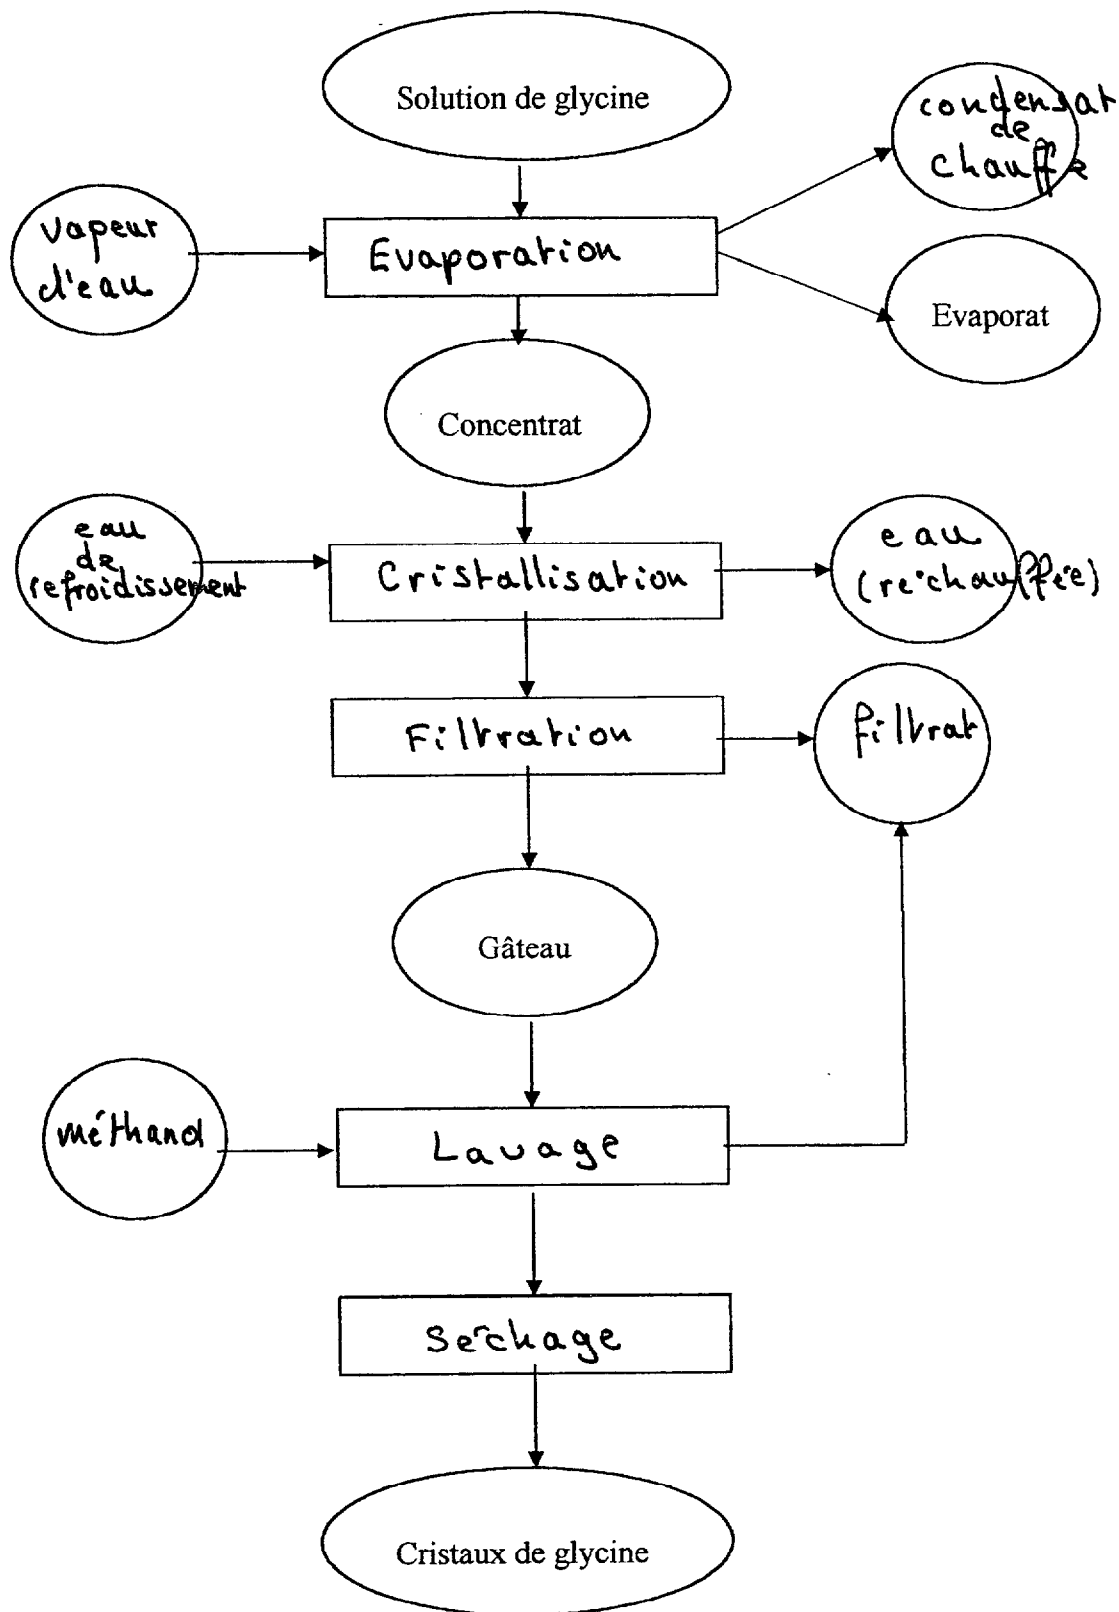 Solution de glycine
condensat
de
chauffe
vapeur
d'eau
Evaporation
Evaporat
Concentrat
eau
de
refroidissement
Cristallisation
eau
(réchauffée)
Filtration
filtrat
Gâteau
méthanol
Lavage
Séchage
Cristaux de glycine